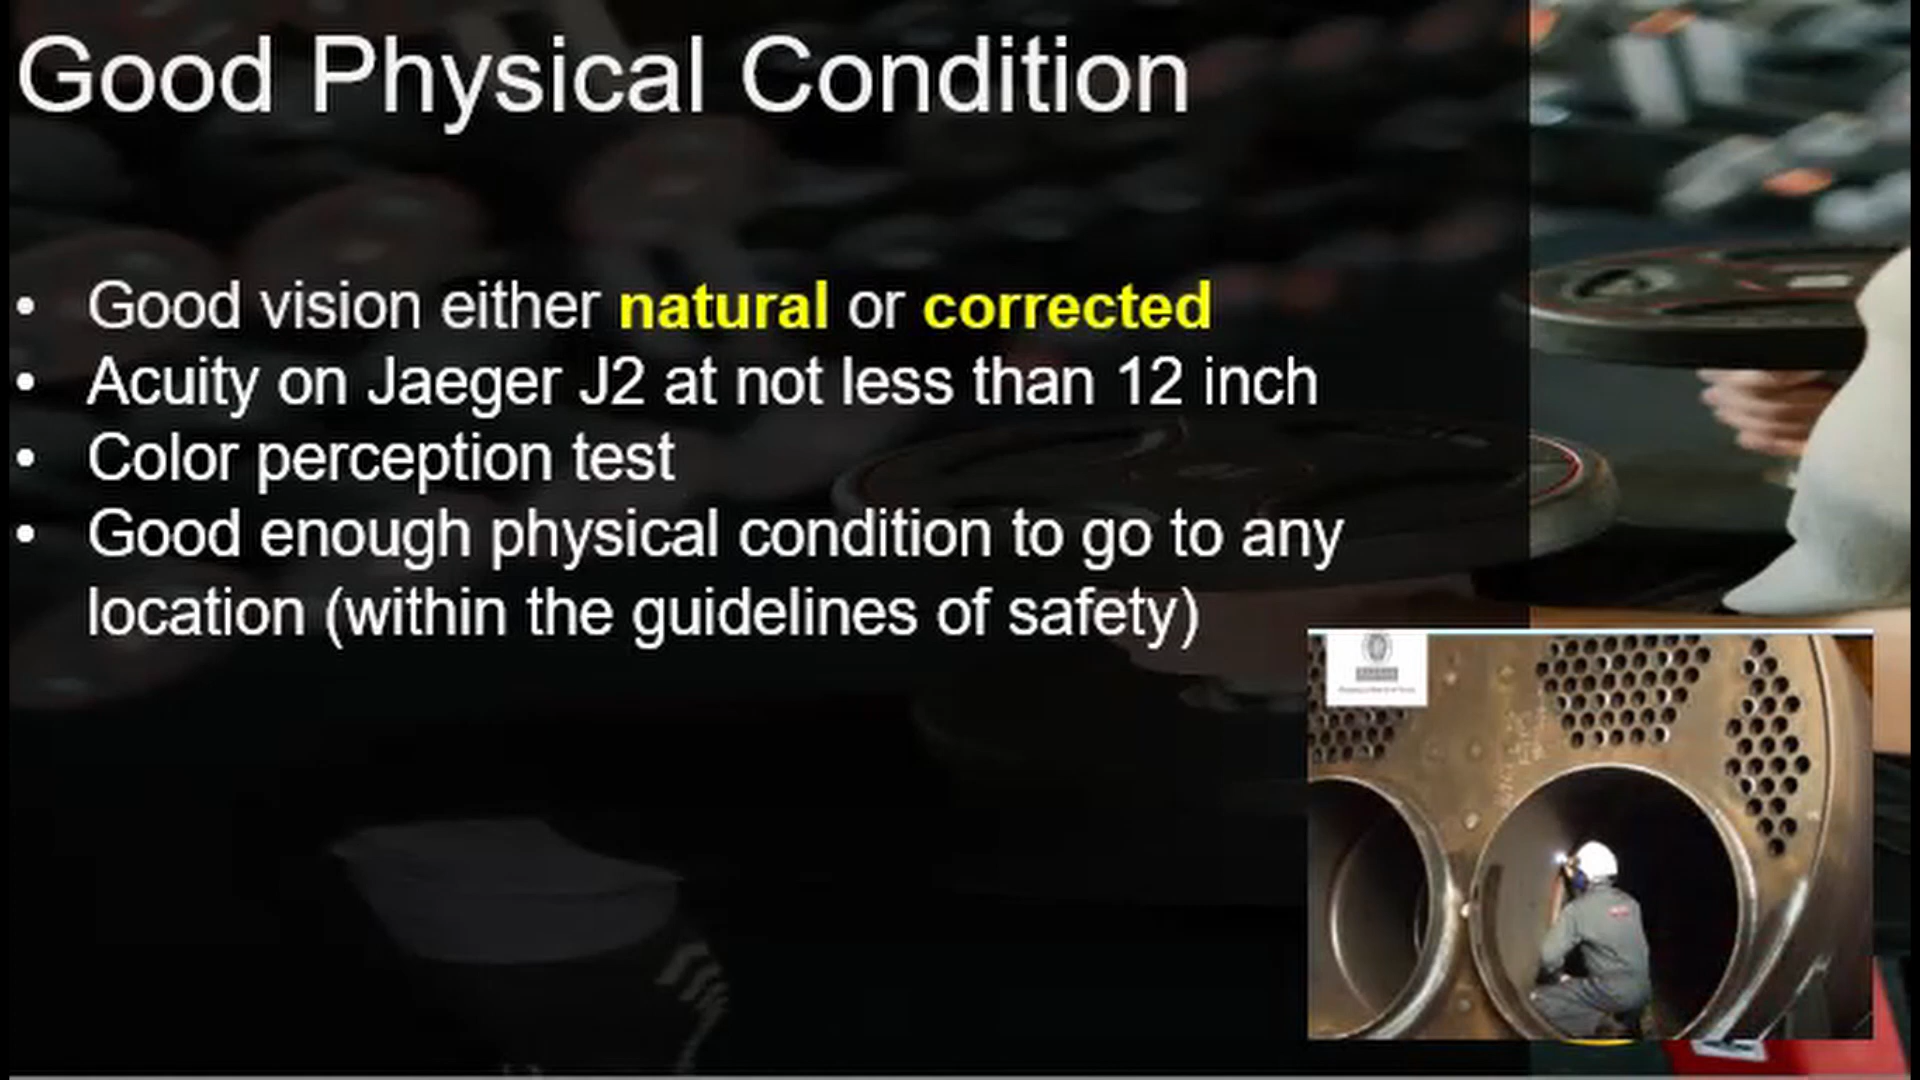 Good Physical Condition
• Good vision either natural or corrected
• Acuity on Jaeger J2 at not less than 12 inch
• Color perception test
• Good enough physical condition to go to any
location (within the guidelines of safety)